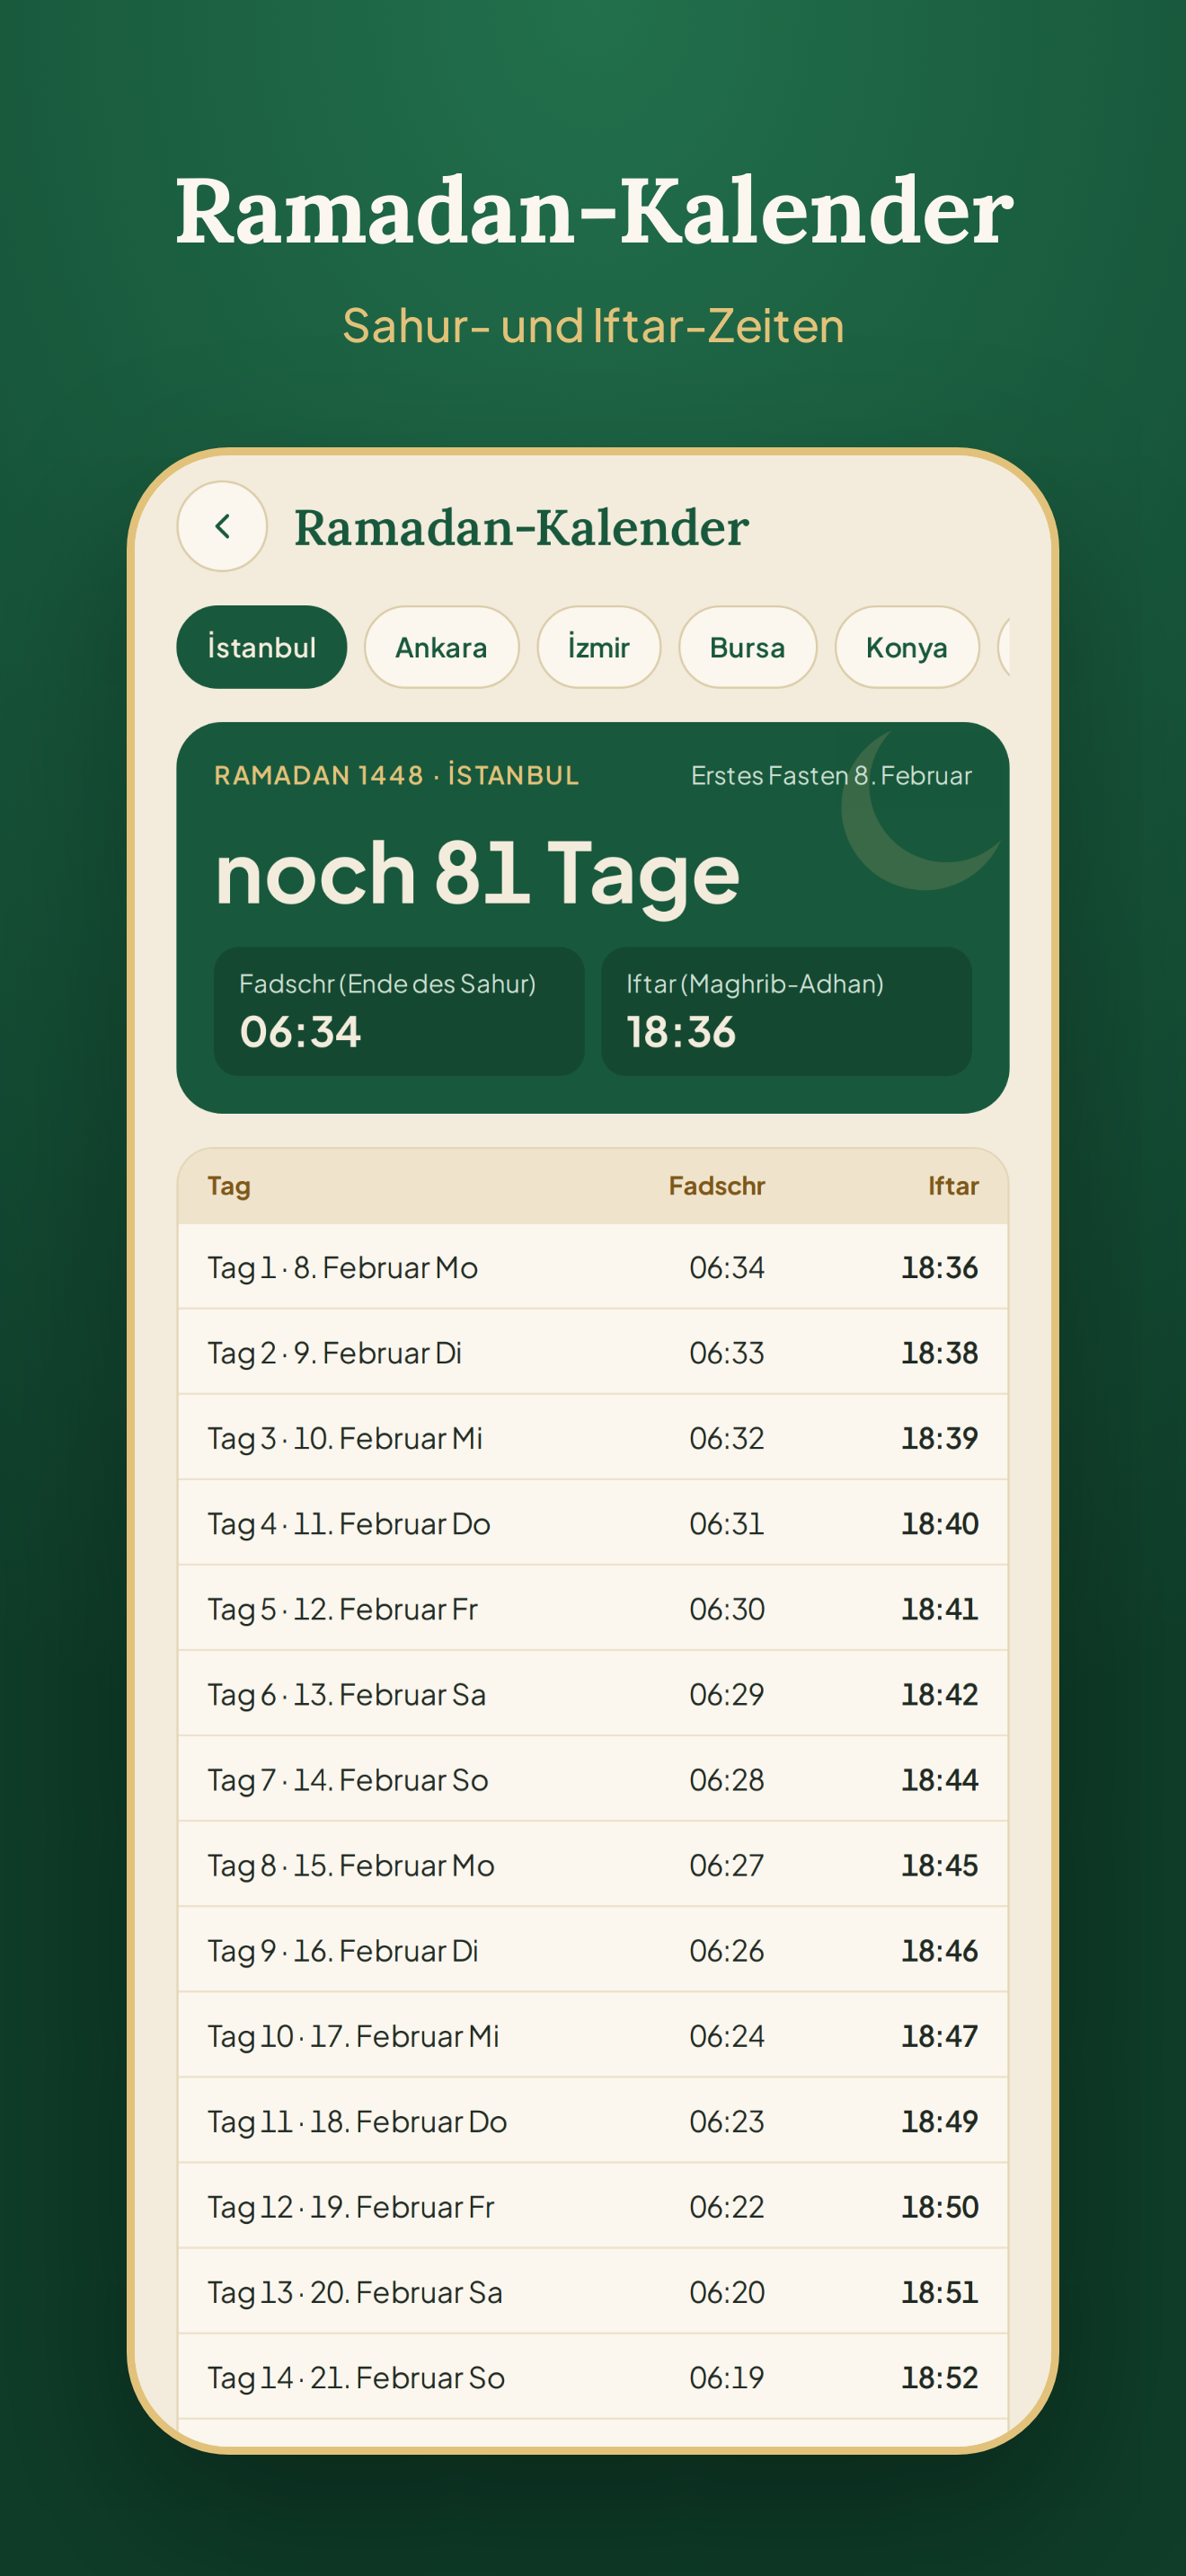 Ramadan-Kalender
Sahur- und Iftar-Zeiten
Ramadan-Kalender
İstanbul Ankara İzmir Bursa Konya
RAMADAN 1448 · İSTANBUL Erstes Fasten 8. Februar
noch 81 Tage
Fadschr (Ende des Sahur) Iftar (Maghrib-Adhan)
06:34 18:36
Tag Fadschr Iftar
Tag 1 · 8. Februar Mo 06:34 18:36
Tag 2 · 9. Februar Di 06:33 18:38
Tag 3 · 10. Februar Mi 06:32 18:39
Tag 4 · 11. Februar Do 06:31 18:40
Tag 5 · 12. Februar Fr 06:30 18:41
Tag 6 · 13. Februar Sa 06:29 18:42
Tag 7 · 14. Februar So 06:28 18:44
Tag 8 · 15. Februar Mo 06:27 18:45
Tag 9 · 16. Februar Di 06:26 18:46
Tag 10 · 17. Februar Mi 06:24 18:47
Tag 11 · 18. Februar Do 06:23 18:49
Tag 12 · 19. Februar Fr 06:22 18:50
Tag 13 · 20. Februar Sa 06:20 18:51
Tag 14 · 21. Februar So 06:19 18:52